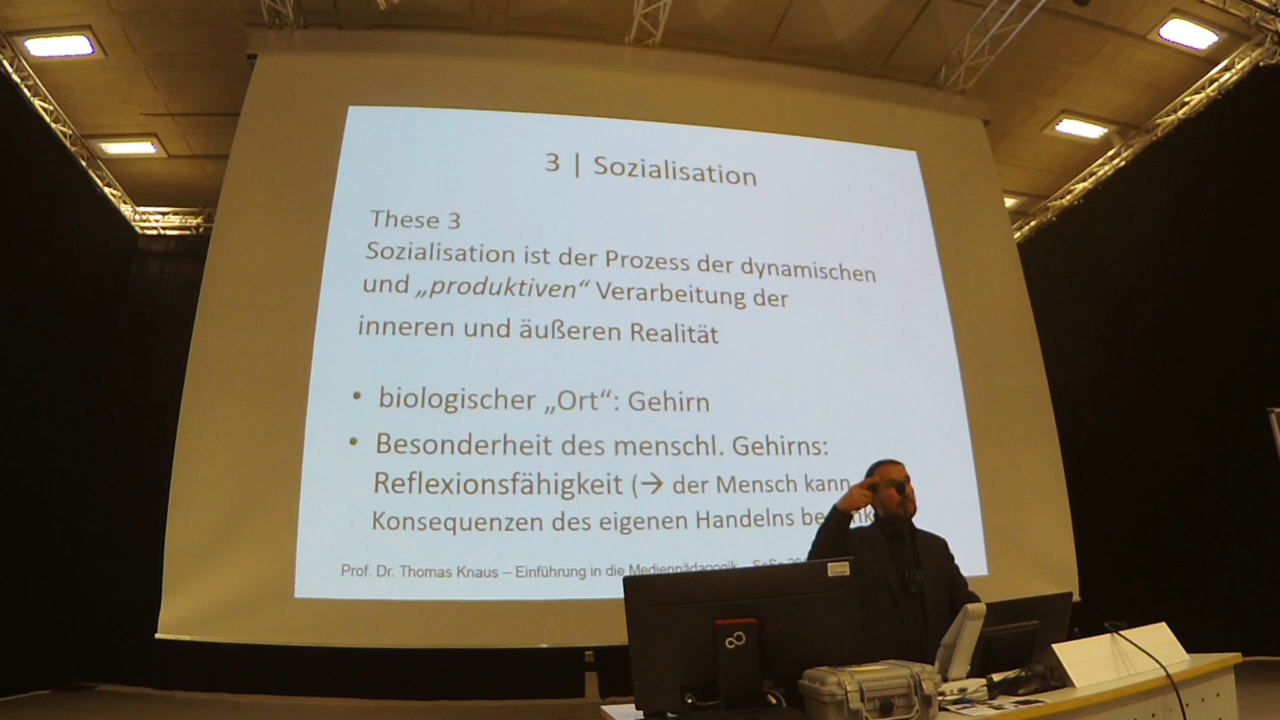 3 | Sozialisation
These 3
Sozialisation ist der Prozess der dynamischen
und „produktiven“ Verarbeitung der
inneren und äußeren Realität
• biologischer „Ort“: Gehirn
• Besonderheit des menschl. Gehirns:
Reflexionsfähigkeit (→ der Mensch kann
Konsequenzen des eigenen Handelns
Prof. Dr. Thomas Knaus – Einführung in die Medienpädagogik – SoSe